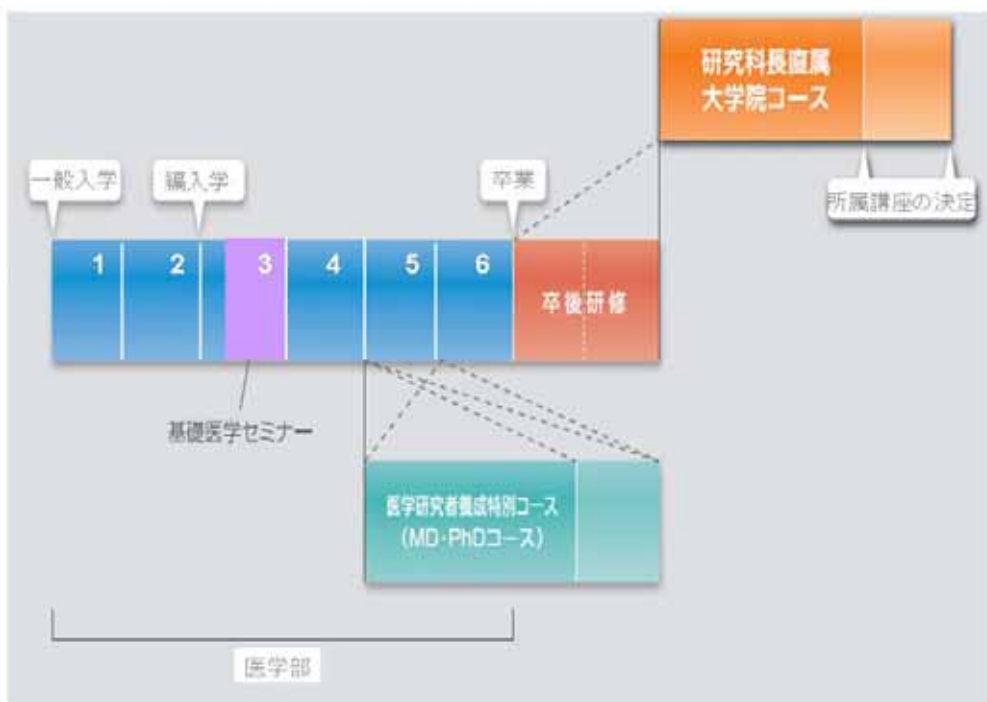 研究科長直属
大学院コース
一般入学
編入学
卒業
所属講座の決定
1
2
3
4
5
6
卒後研修
基礎医学セミナー
医学研究者養成特別コース
(MD・PhDコース)
医学部